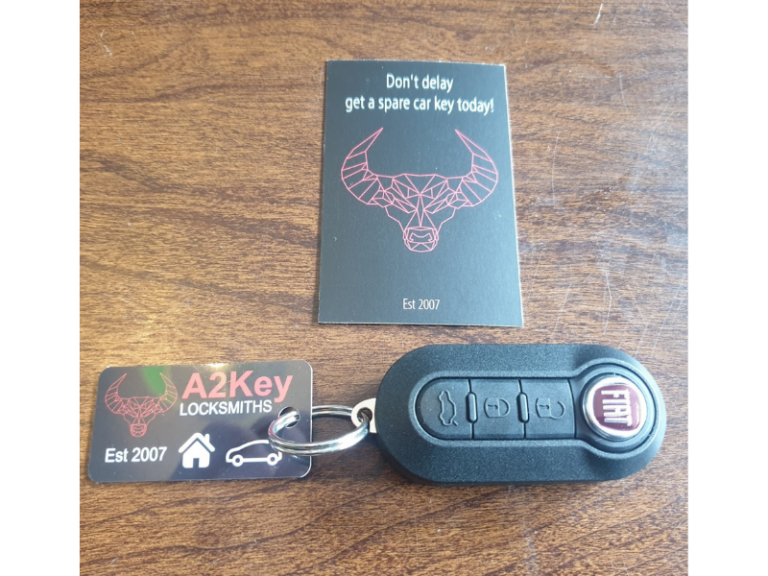 Don't delay
get a spare car key today!
Est 2007
A2Key
LOCKSMITHS
Est 2007
FIAT